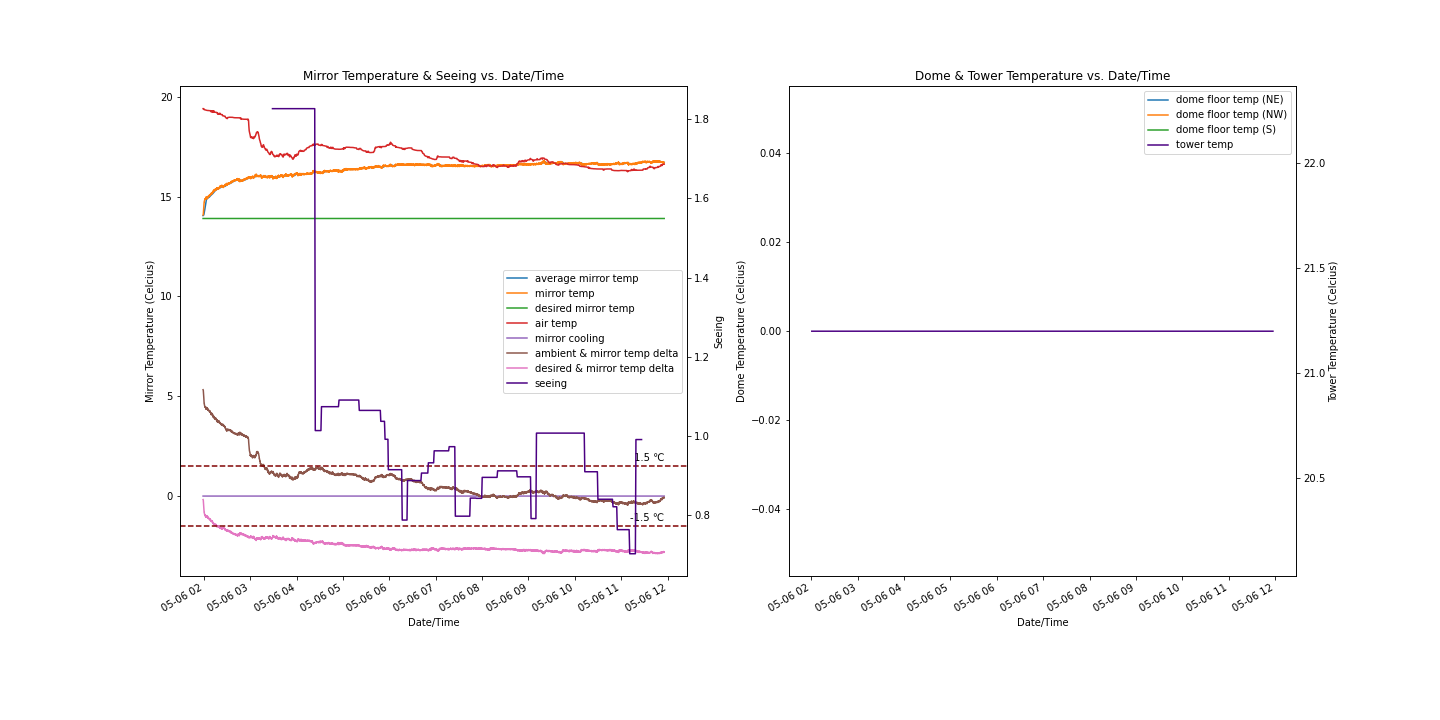 Mirror Temperature & Seeing vs. Date/Time
Mirror Temperature (Celcius)
20
15
10
5
0
1.8
1.6
1.4
1.2
1.0
0.8
Seeing
average mirror temp
mirror temp
desired mirror temp
air temp
mirror cooling
ambient & mirror temp delta
desired & mirror temp delta
seeing
1.5 °C
-1.5 °C
05-06 02
05-06 03
05-06 04
05-06 05
05-06 06
05-06 07
05-06 08
05-06 09
05-06 10
05-06 11
05-06 12
Date/Time
Dome & Tower Temperature vs. Date/Time
Dome Temperature (Celcius)
0.04
0.02
0.00
−0.02
−0.04
22.0
21.5
21.0
20.5
Tower Temperature (Celcius)
dome floor temp (NE)
dome floor temp (NW)
dome floor temp (S)
tower temp
05-06 02
05-06 03
05-06 04
05-06 05
05-06 06
05-06 07
05-06 08
05-06 09
05-06 10
05-06 11
05-06 12
Date/Time